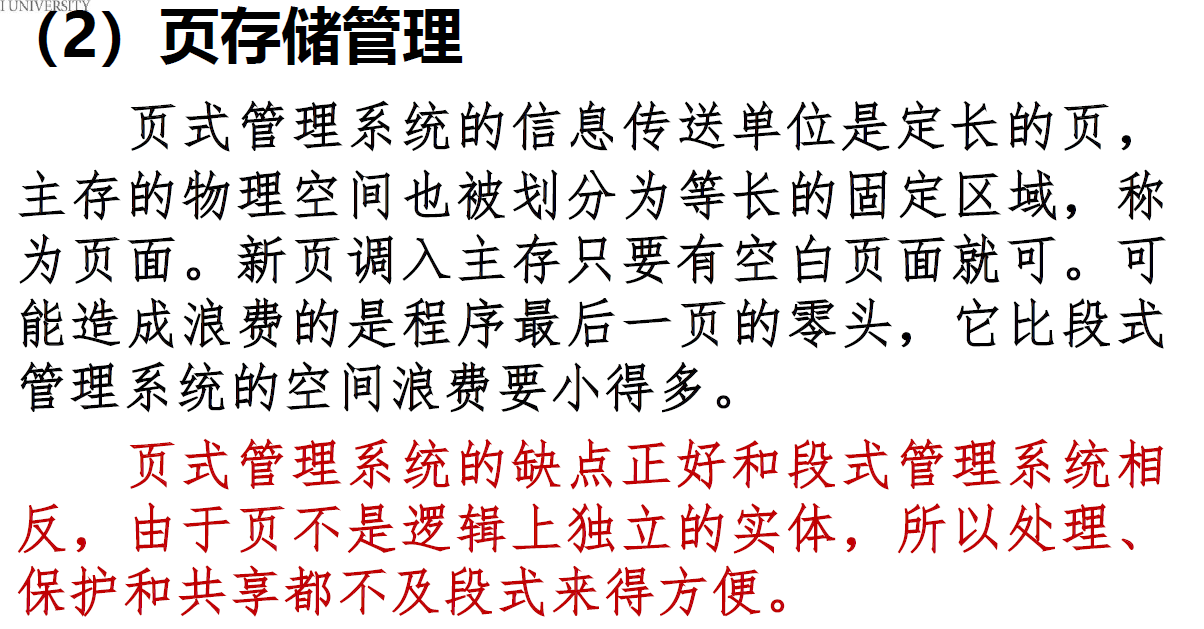 I UNIVERSITY
（2）页存储管理
页式管理系统的信息传送单位是定长的页，
主存的物理空间也被划分为等长的固定区域，称
为页面。新页调入主存只要有空白页面就可。可
能造成浪费的是程序最后一页的零头，它比段式
管理系统的空间浪费要小得多。
页式管理系统的缺点正好和段式管理系统相
反，由于页不是逻辑上独立的实体，所以处理、
保护和共享都不及段式来得方便。